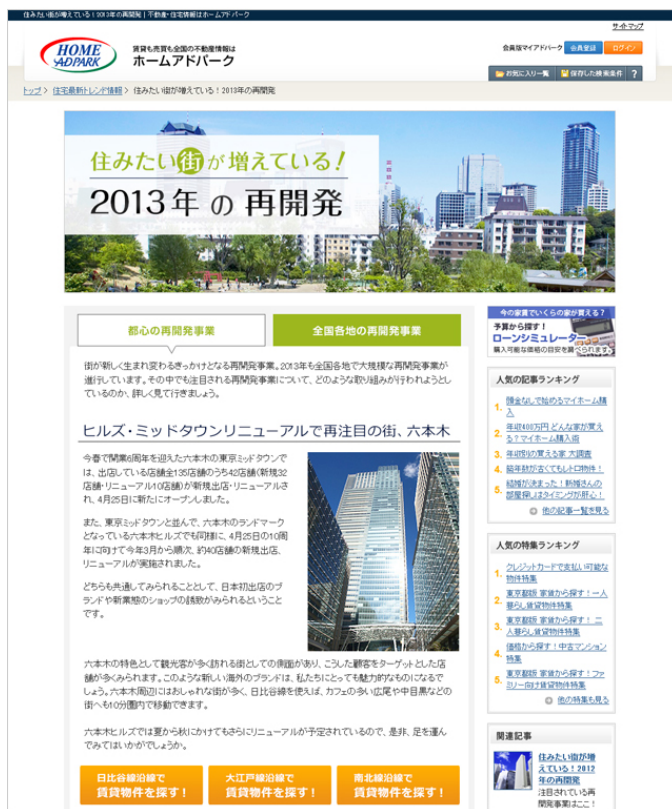 住みたい街が増えている!2013年の再開発 | 不動産・住宅情報はホームアドパーク
サイトマップ
HOME
ADPARK
賃貸も売買も全国の不動産情報は
ホームアドパーク
会員版マイアドパーク
会員登録
ログイン
お気に入り一覧
保存した検索条件
?
トップ > 住宅最新トレンド情報 > 住みたい街が増えている!2013年の再開発
住みたい街が増えている!
2013年の再開発
都心の再開発事業
全国各地の再開発事業
街が新しく生まれ変わるきっかけとなる再開発事業。2013年も全国各地で大規模な再開発事業が
進行しています。その中でも注目される再開発事業について、どのような取り組みが行われようとし
ているのか、詳しく見て行きましょう。
ヒルズ・ミッドタウンリニューアルで再注目の街、六本木
今春で開業6周年を迎えた六本木の東京ミッドタウンで
は、出店している店舗全135店舗のうち42店舗(新規32
店舗・リニューアル10店舗)が新規出店・リニューアルさ
れ、4月25日に新たにオープンしました。
また、東京ミッドタウンと並んで、六本木のランドマーク
となっている六本木ヒルズでも同様に、4月25日の10周
年に向けて今年3月から順次、約40店舗の新規出店、
リニューアルが実施されました。
どちらも共通してみられることとして、日本初出店のブ
ランドや新業態のショップの誘致がみられるということ
です。
六本木の特色として観光客が多く訪れる街としての側面があり、こうした顧客をターゲットとした店
舗が多くみられます。このような新しい海外のブランドは、私たちにとっても魅力的なものになるで
しょう。六本木周辺にはおしゃれな街が多く、日比谷線を使えば、カフェの多い広尾や中目黒などの
街へも10分圏内で移動できます。
六本木ヒルズでは夏から秋にかけてもさらにリニューアルが予定されているので、是非、足を運ん
でみてはいかがでしょうか。
日比谷線沿線で
賃貸物件を探す!
大江戸線沿線で
賃貸物件を探す!
南北線沿線で
賃貸物件を探す!
今の家賃でいくらの家が買える?
予算から探す!
ローンシミュレーター
購入可能な価格の目安を調べられます。
人気の記事ランキング
1. 頭金なしで始めるマイホーム購
入
2. 年収400万円 どんな家が買え
る?マイホーム購入術
3. 年収別の買える家 大調査
4. 築年数が古くてもレトロ物件!
5. 結婚が決まった!新婚さんの
部屋探しはタイミングが肝心!
他の記事一覧を見る
人気の特集ランキング
1. クレジットカードで支払い可能な
物件特集
2. 東京都版 家賃から探す!一人
暮らし賃貸物件特集
3. 東京都版 家賃から探す! 二
人暮らし賃貸物件特集
4. 価格から探す!中古マンション
特集
5. 東京都版 家賃から探す!ファ
ミリー向け賃貸物件特集
他の特集も見る
関連記事
住みたい街が増
えている!2012
年の再開発
注目されている再
開発事業はここ!